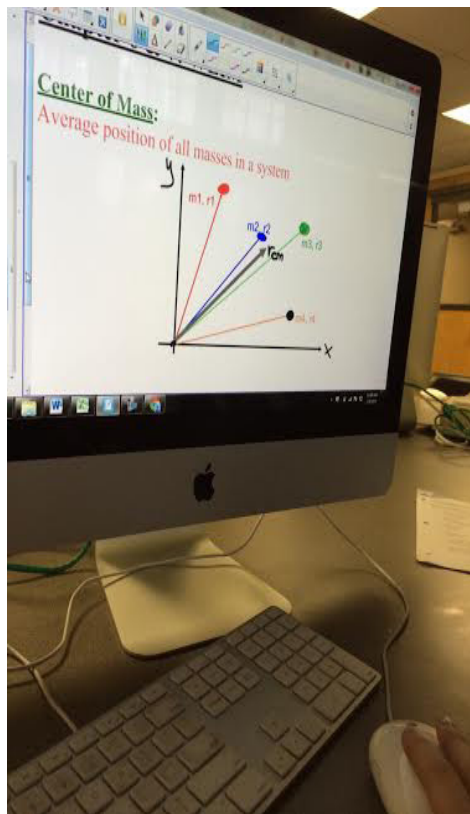 Center of Mass:
Average position of all masses in a system
y
m1, r1
m2, r2
m3, r3
rcm
m4, r4
x
W